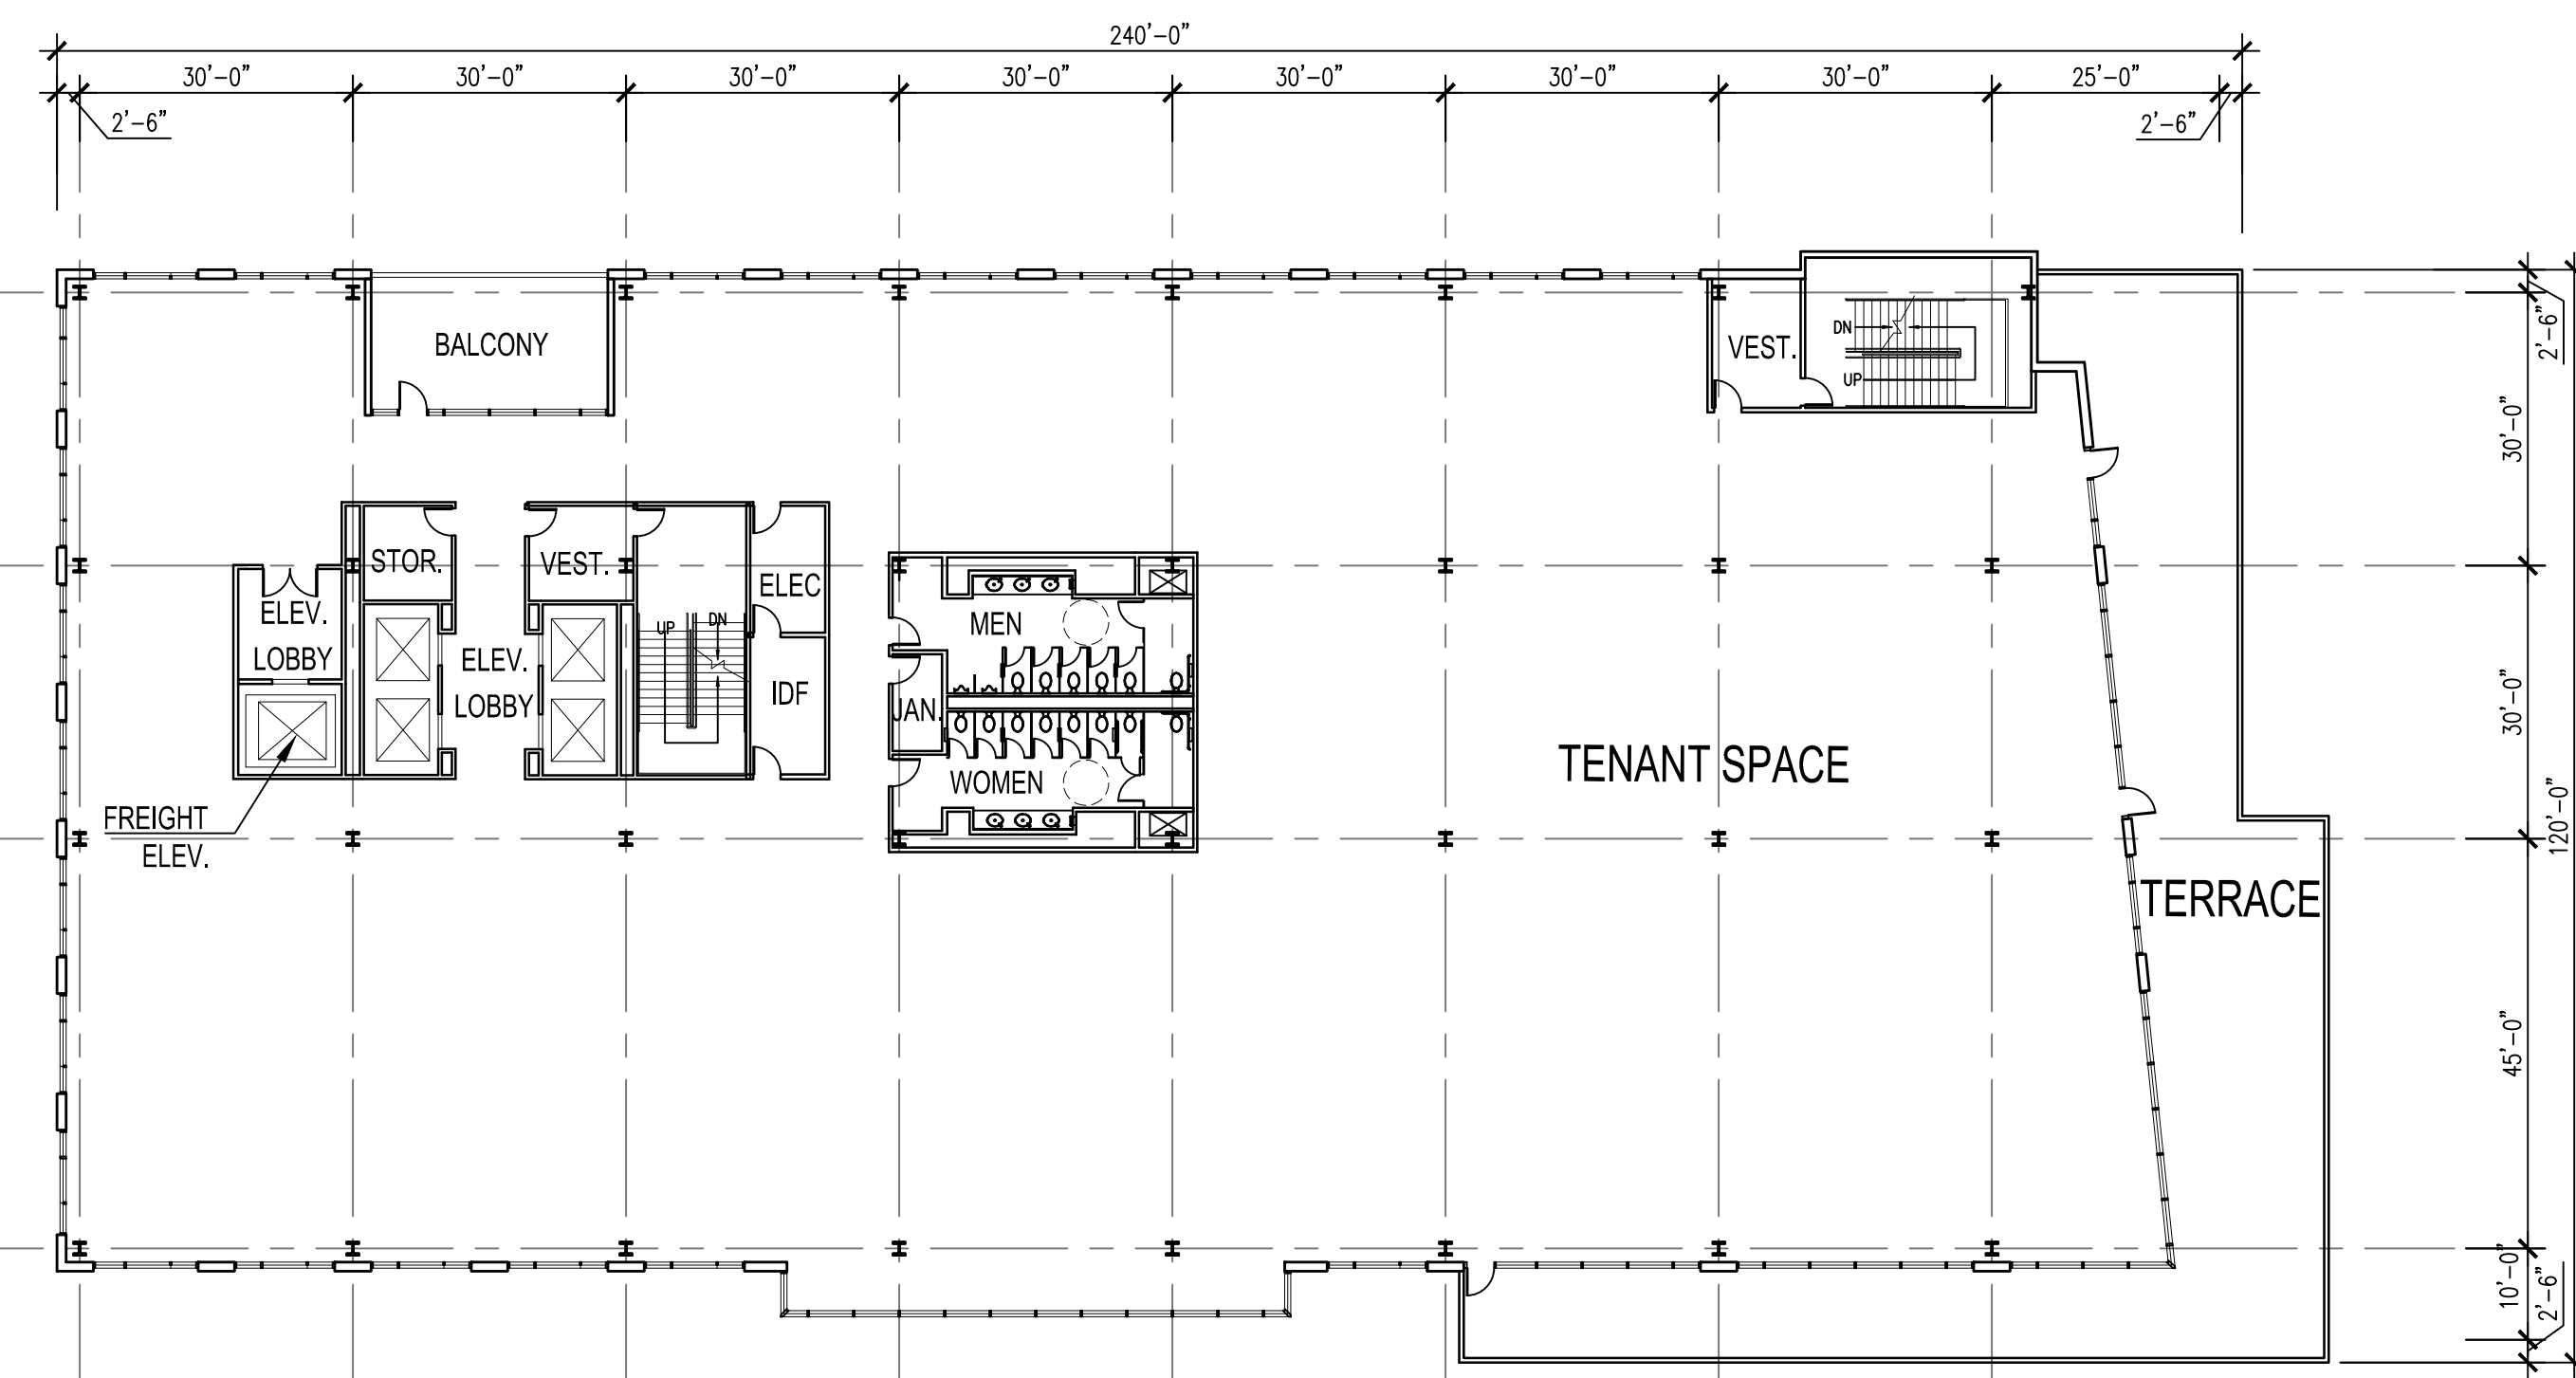 240'-0"
30'-0"
30'-0"
30'-0"
30'-0"
30'-0"
30'-0"
30'-0"
25'-0"
2'-6"
2'-6"
BALCONY
VEST.
DN
UP
2'-6"
30'-0"
STOR.
VEST.
ELEC
ELEV.
LOBBY
UP
DN
MEN
ELEV.
LOBBY
IDF
JAN.
WOMEN
TENANT SPACE
30'-0"
120'-0"
FREIGHT
ELEV.
TERRACE
45'-0"
10'-0"
2'-6"